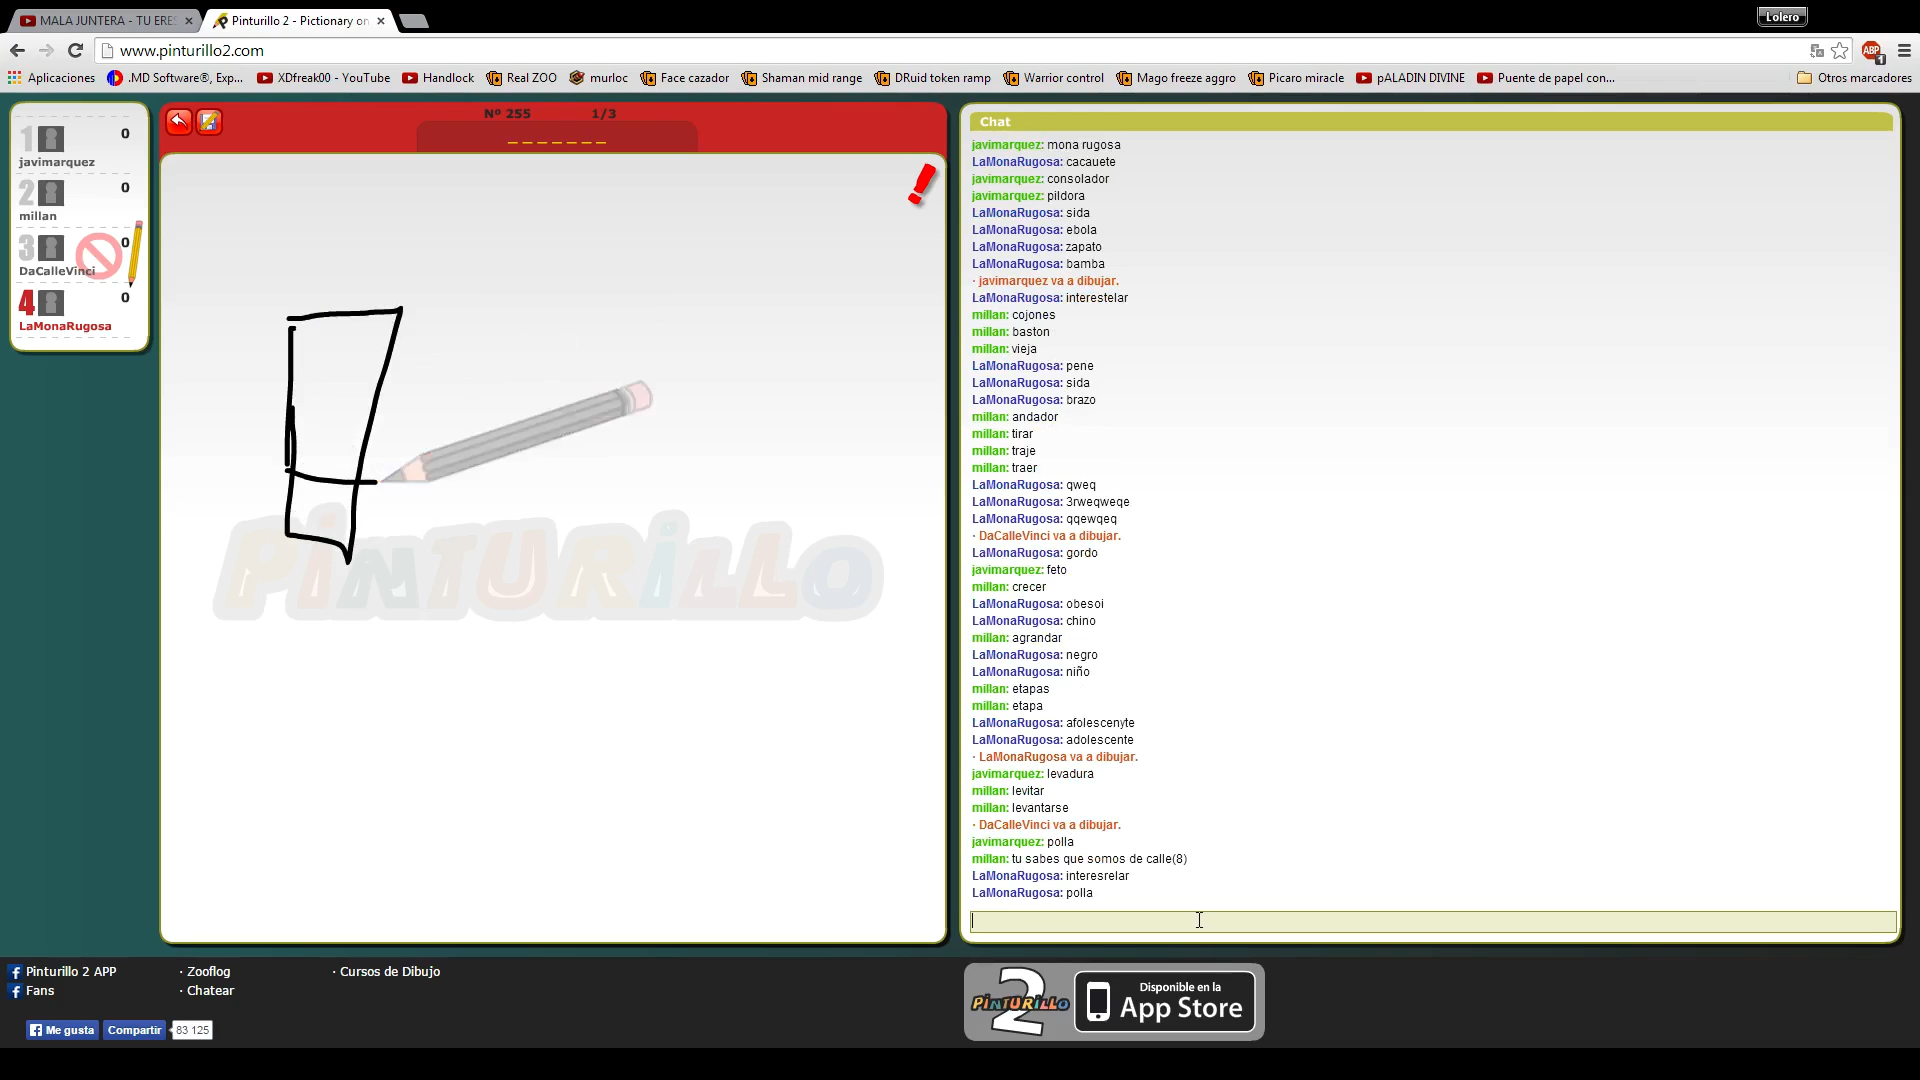 MALA JUNTERA - TU ERES
Pinturillo 2 - Pictionary on
Lolero
www.pinturillo2.com
ABP
1
Aplicaciones
.MD Software®, Exp...
XDfreak00 - YouTube
Handlock
Real ZOO
murloc
Face cazador
Shaman mid range
DRuid token ramp
Warrior control
Mago freeze aggro
Picaro miracle
pALADIN DIVINE
Puente de papel con...
Otros marcadores
1 0
javimarquez
2 0
millan
3 0
DaCalleVinci
4 0
LaMonaRugosa
Nº 255 1/3
_ _ _ _ _ _ _
!
PINTURILLO
Chat
javimarquez: mona rugosa
LaMonaRugosa: cacauete
javimarquez: consolador
javimarquez: pildora
LaMonaRugosa: sida
LaMonaRugosa: ebola
LaMonaRugosa: zapato
LaMonaRugosa: bamba
· javimarquez va a dibujar.
LaMonaRugosa: interestelar
millan: cojones
millan: baston
millan: vieja
LaMonaRugosa: pene
LaMonaRugosa: sida
LaMonaRugosa: brazo
millan: andador
millan: tirar
millan: traje
millan: traer
LaMonaRugosa: qweq
LaMonaRugosa: 3rweqweqe
LaMonaRugosa: qqewqeq
· DaCalleVinci va a dibujar.
LaMonaRugosa: gordo
javimarquez: feto
millan: crecer
LaMonaRugosa: obesoi
LaMonaRugosa: chino
millan: agrandar
LaMonaRugosa: negro
LaMonaRugosa: niño
millan: etapas
millan: etapa
LaMonaRugosa: afolescenyte
LaMonaRugosa: adolescente
· LaMonaRugosa va a dibujar.
javimarquez: levadura
millan: levitar
millan: levantarse
· DaCalleVinci va a dibujar.
javimarquez: polla
millan: tu sabes que somos de calle(8)
LaMonaRugosa: interesrelar
LaMonaRugosa: polla
Pinturillo 2 APP
· Zooflog
· Cursos de Dibujo
Fans
· Chatear
Me gusta
Compartir
83 125
PINTURILLO
2
Disponible en la
App Store